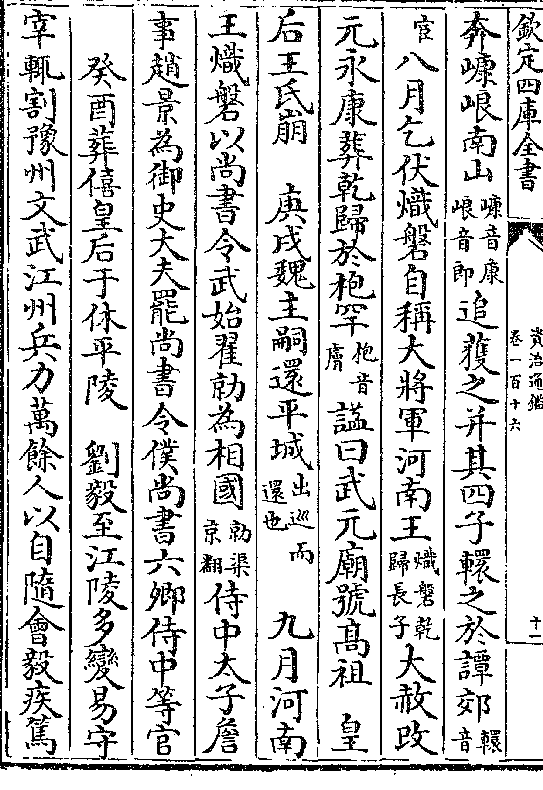 欽定四庫全書
資治通鑑
卷一百十六
十一
奔嵻㟍南山嵻音康㟍音郎追獲之并其四子轘之於譚郊轘音
宦八月乞伏熾磐自稱大將軍河南王熾磐乾歸長子大赦改
元永康葬乾歸於枹罕枹音膚諡曰武元廟號高祖 皇
后王氏崩 庚戌魏主嗣還平城出巡而還也 九月河南
王熾磐以尚書令武始翟勍為相國勍渠京翻侍中太子詹
事趙景為御史大夫罷尚書令僕尚書六卿侍中等官
癸酉葬僖皇后于休平陵 劉毅至江陵多變易守
宰輒割豫州文武江州兵力萬餘人以自隨會毅疾篤